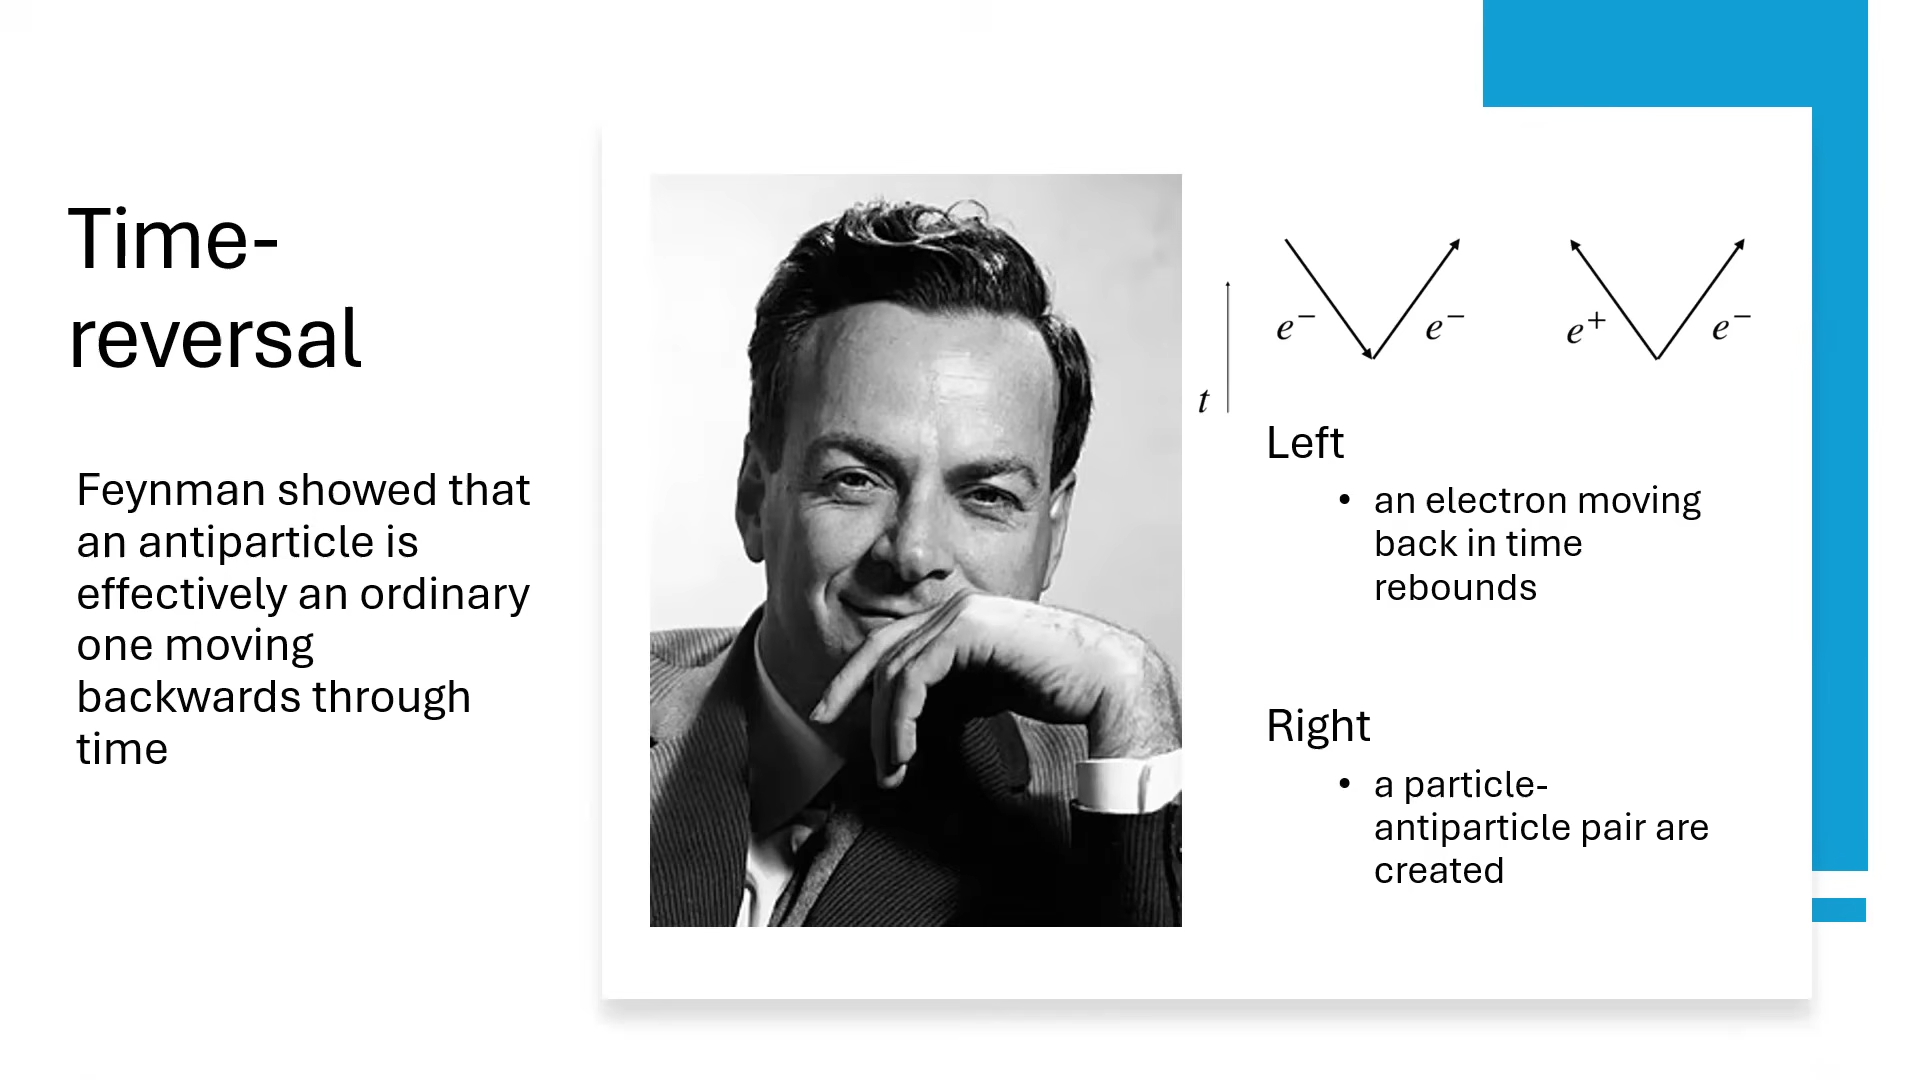 Time-
reversal
Feynman showed that
an antiparticle is
effectively an ordinary
one moving
backwards through
time
e⁻ e⁻ e⁺ e⁻
t
Left
• an electron moving
back in time
rebounds
Right
• a particle-
antiparticle pair are
created